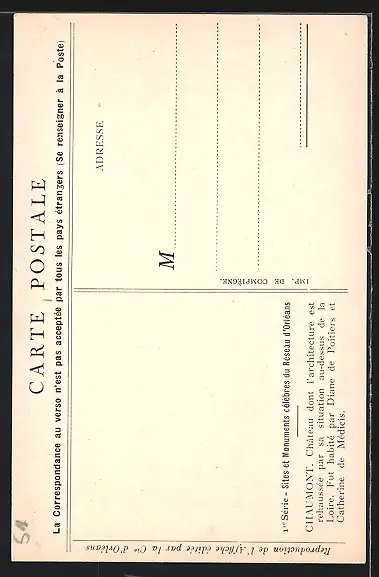 CARTE POSTALE
La Correspondance au verso n'est pas acceptée par tous les pays étrangers (Se renseigner à la Poste)
Reproduction de l'Affiche éditée par la Cie d'Orléans
1re Série - Sites et Monuments célèbres du Réseau d'Orléans
CHAUMONT. Château dont l'architecture est
rehaussée par sa situation au-dessus de la
Loire. Fut habité par Diane de Poitiers et
Catherine de Médicis.
IMP. DE COMPIÈGNE.
ADRESSE
M